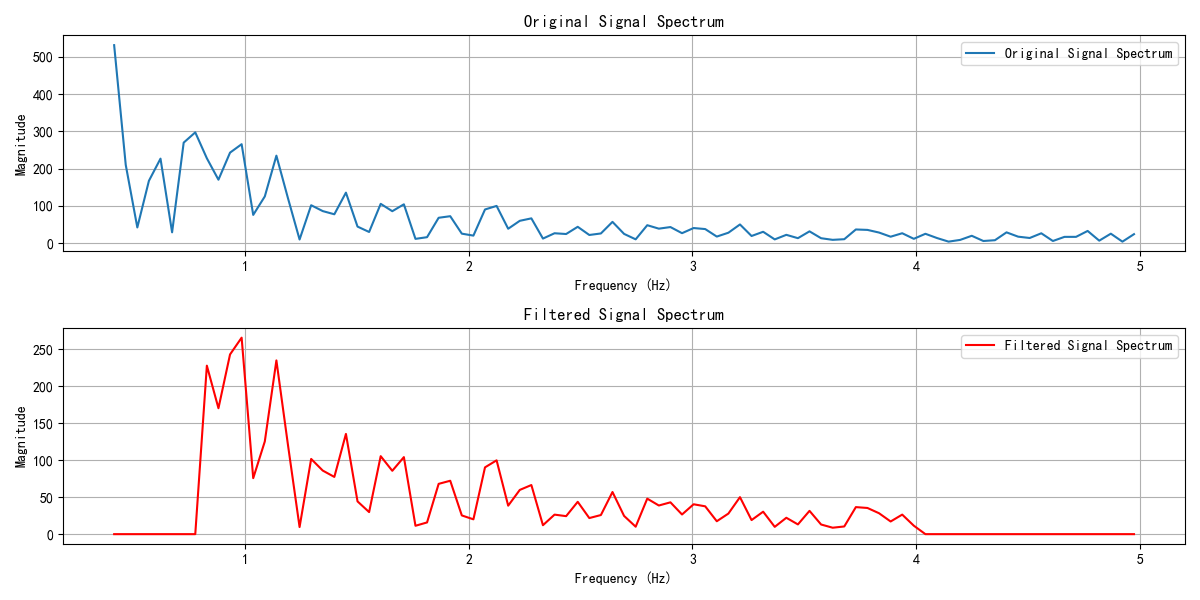 Original Signal Spectrum
Original Signal Spectrum
500
400
300
200
100
0
Magnitude
1 2 3 4 5
Frequency (Hz)
Filtered Signal Spectrum
Filtered Signal Spectrum
250
200
150
100
50
0
Magnitude
1 2 3 4 5
Frequency (Hz)